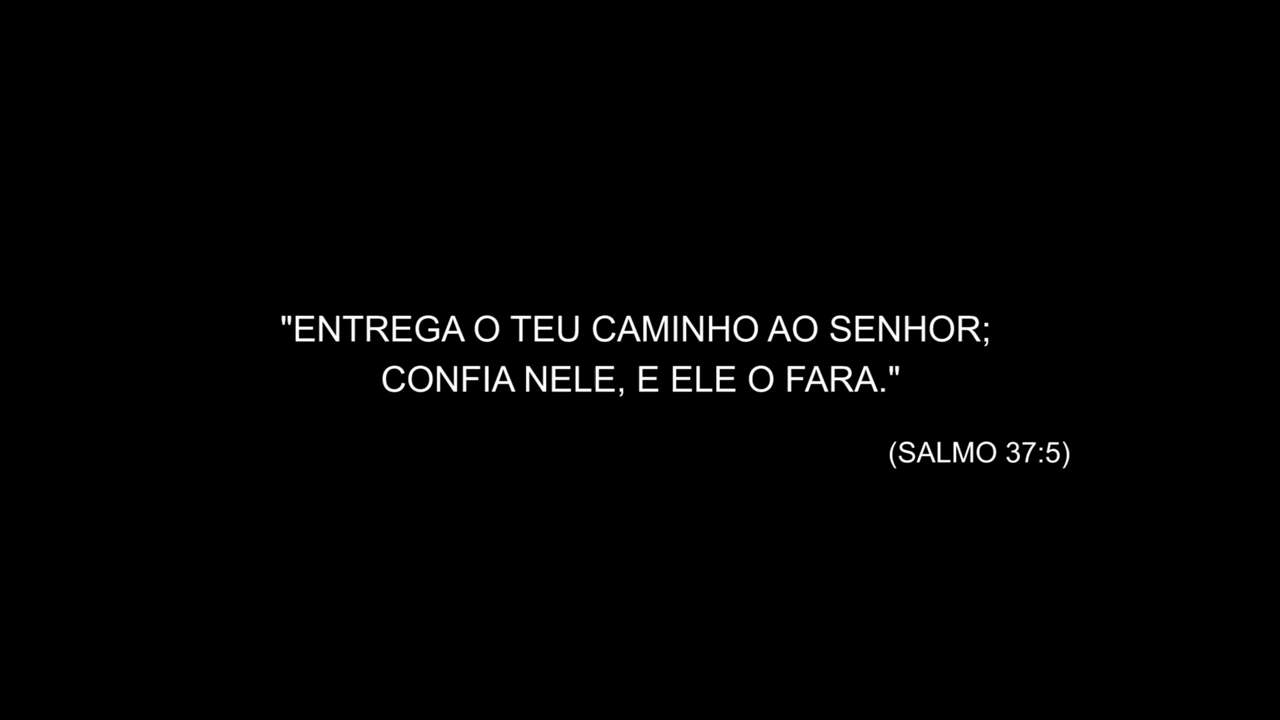 "ENTREGA O TEU CAMINHO AO SENHOR;
CONFIA NELE, E ELE O FARA."
(SALMO 37:5)